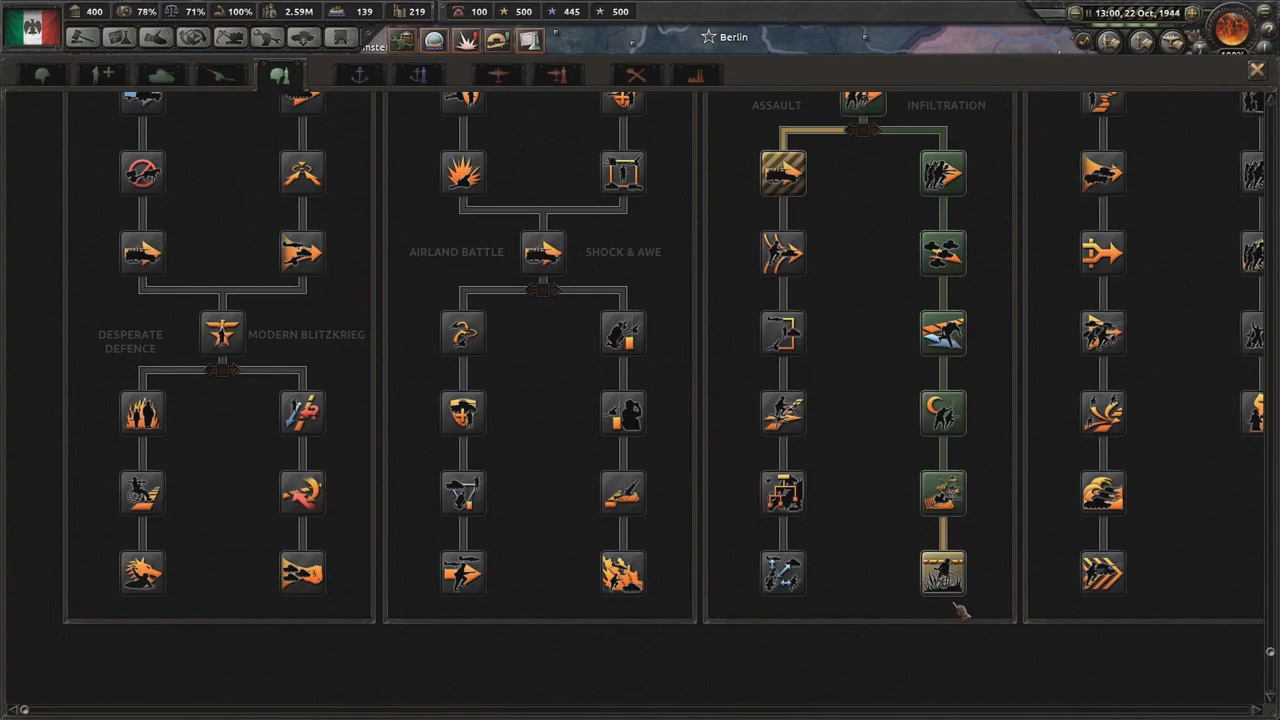 400 78% 71% 100% 2.59M 139 219 100 500 445 500
13:00, 22 Oct, 1944
Berlin
ASSAULT INFILTRATION
AIRLAND BATTLE SHOCK & AWE
DESPERATE DEFENCE MODERN BLITZKRIEG